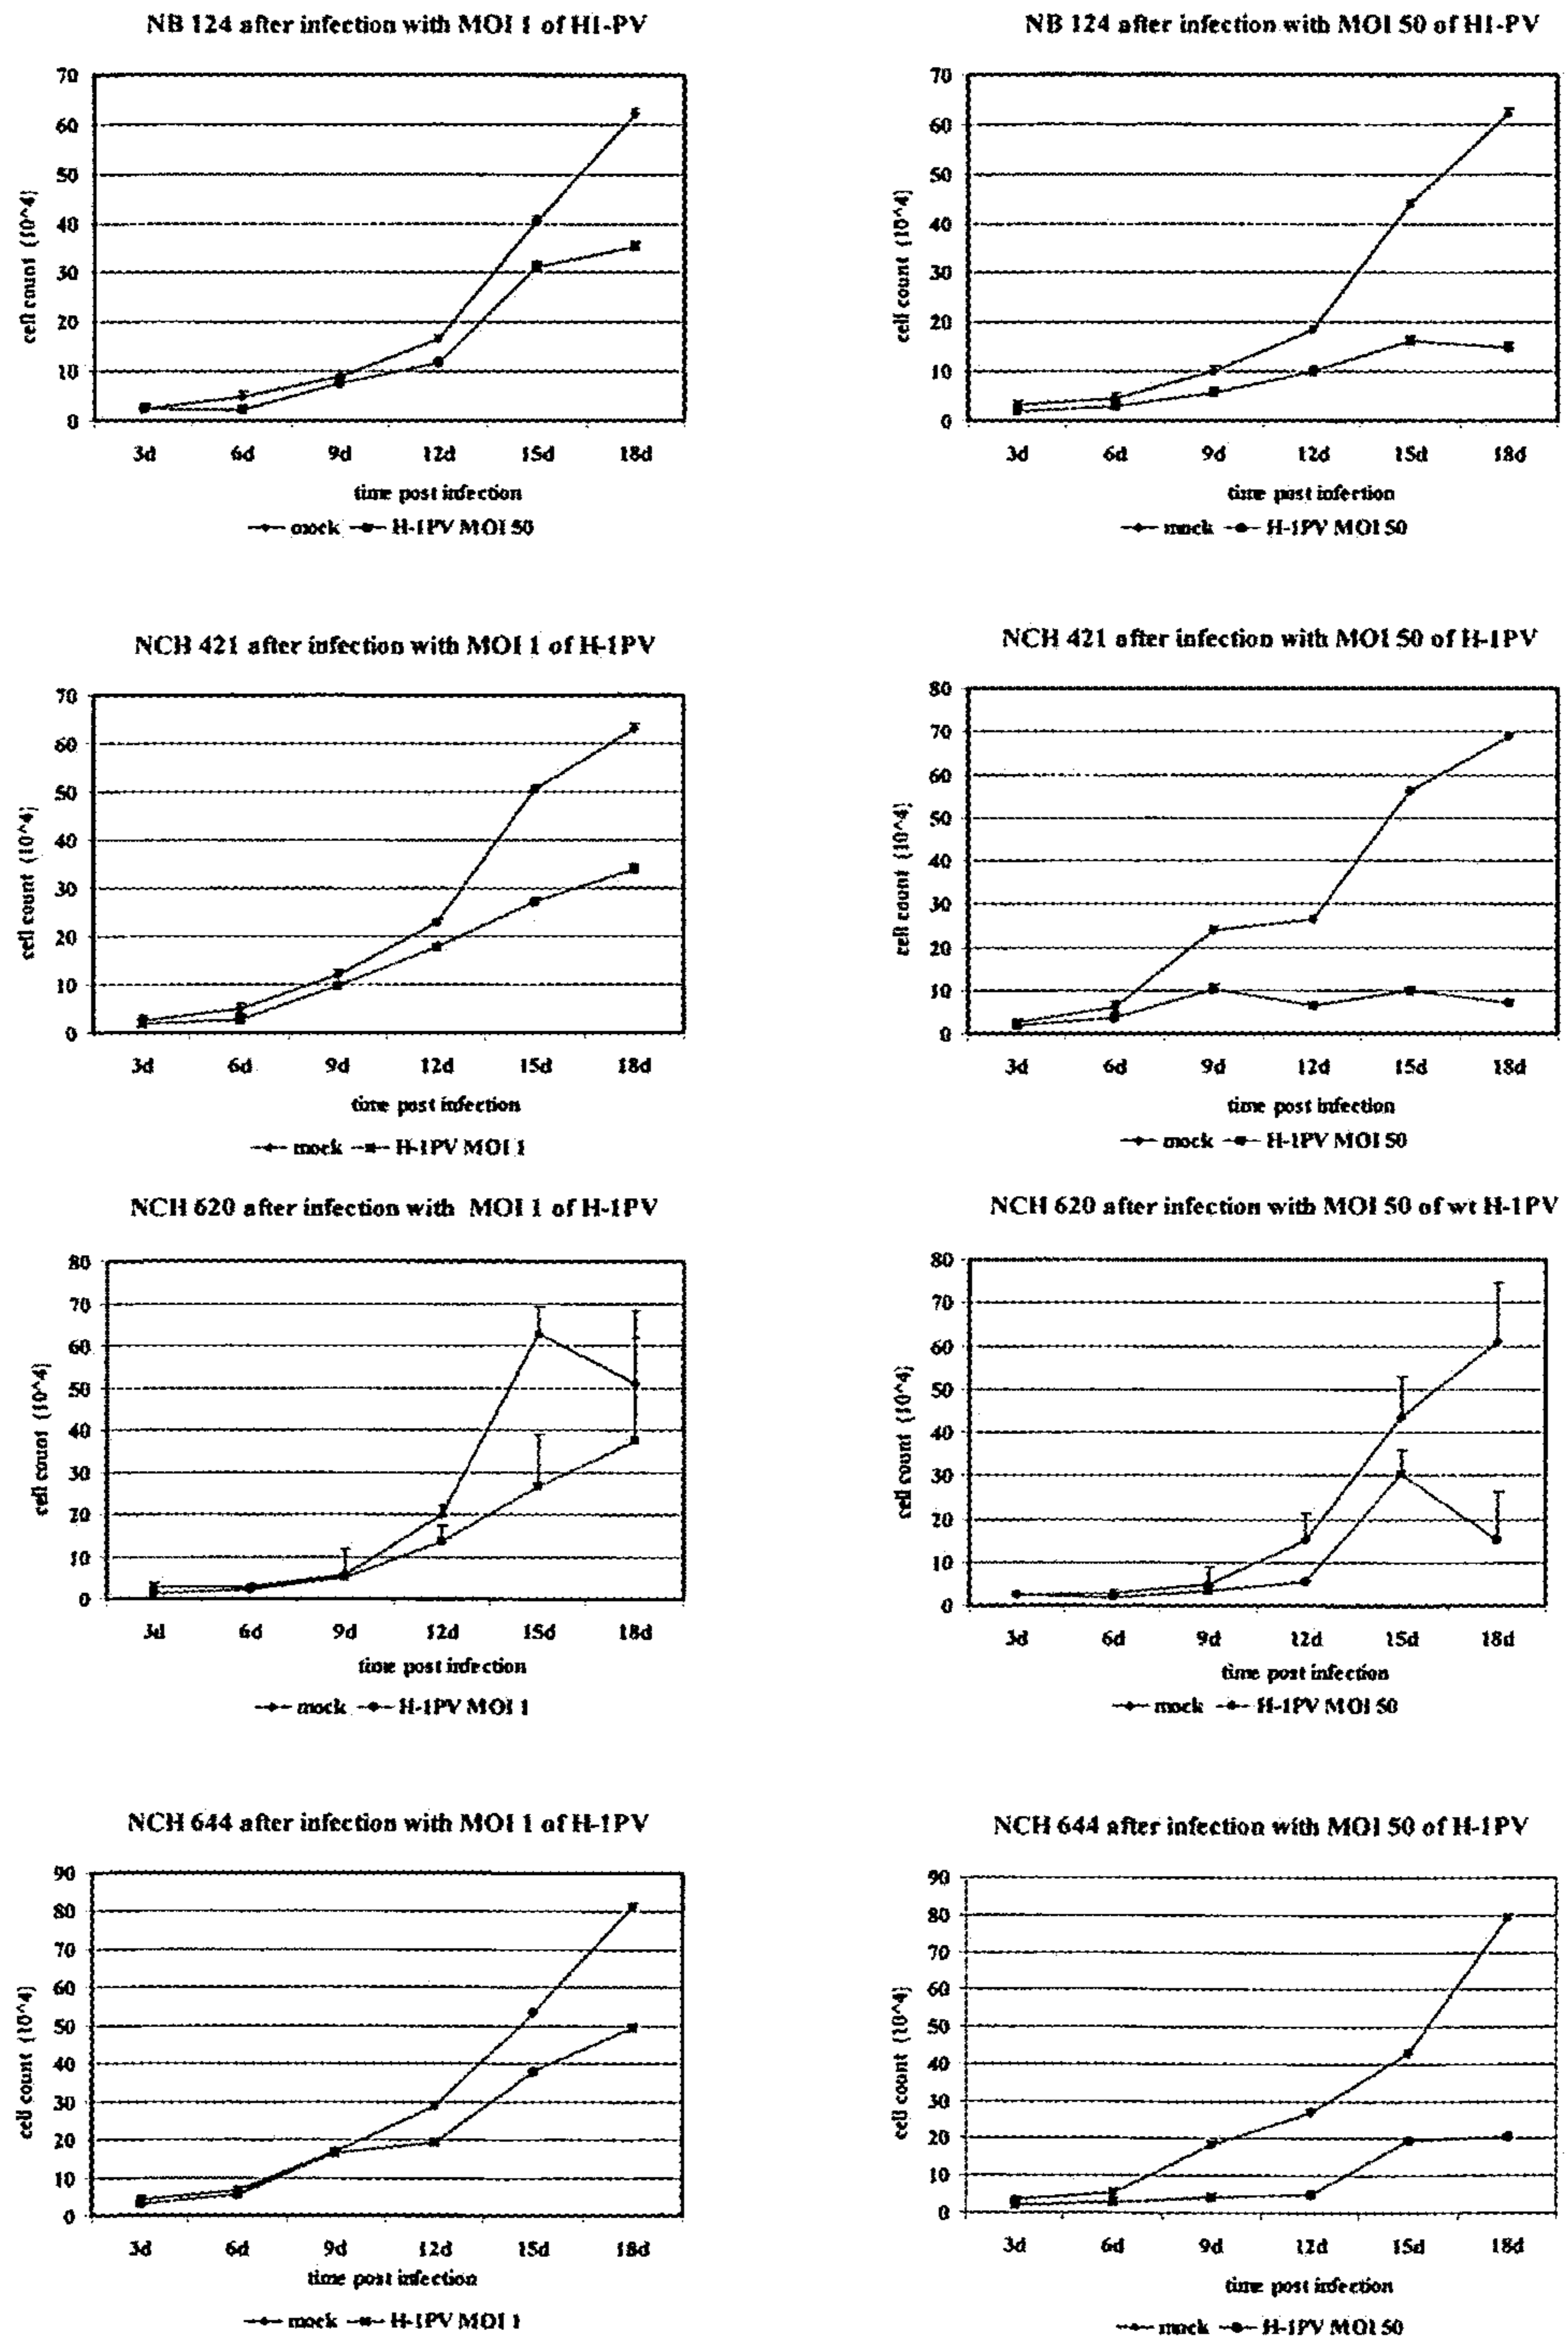 NB 124 after infection with MOI 1 of H1-PV
70
60
50
40
30
20
10
0
cell count (10^4)
3d 6d 9d 12d 15d 18d
time post infection
mock H-1PV MOI 50
NB 124 after infection with MOI 50 of H1-PV
70
60
50
40
30
20
10
0
cell count (10^4)
3d 6d 9d 12d 15d 18d
time post infection
mock H-1PV MOI 50
NCH 421 after infection with MOI 1 of H-1PV
70
60
50
40
30
20
10
0
cell count (10^4)
3d 6d 9d 12d 15d 18d
time post infection
mock H-1PV MOI 1
NCH 421 after infection with MOI 50 of H-1PV
80
70
60
50
40
30
20
10
0
cell count (10^4)
3d 6d 9d 12d 15d 18d
time post infection
mock H-1PV MOI 50
NCH 620 after infection with MOI 1 of H-1PV
80
70
60
50
40
30
20
10
0
cell count (10^4)
3d 6d 9d 12d 15d 18d
time post infection
mock H-1PV MOI 1
NCH 620 after infection with MOI 50 of wt H-1PV
80
70
60
50
40
30
20
10
0
cell count (10^4)
3d 6d 9d 12d 15d 18d
time post infection
mock H-1PV MOI 50
NCH 644 after infection with MOI 1 of H-1PV
90
80
70
60
50
40
30
20
10
0
cell count (10^4)
3d 6d 9d 12d 15d 18d
time post infection
mock H-1PV MOI 1
NCH 644 after infection with MOI 50 of H-1PV
90
80
70
60
50
40
30
20
10
0
cell count (10^4)
3d 6d 9d 12d 15d 18d
time post infection
mock H-1PV MOI 50